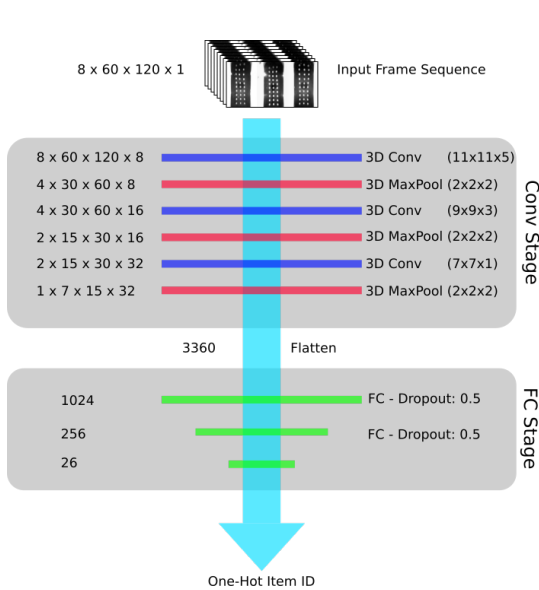 8 x 60 x 120 x 1 Input Frame Sequence
8 x 60 x 120 x 8 3D Conv (11x11x5)
4 x 30 x 60 x 8 3D MaxPool (2x2x2)
4 x 30 x 60 x 16 3D Conv (9x9x3)
2 x 15 x 30 x 16 3D MaxPool (2x2x2)
2 x 15 x 30 x 32 3D Conv (7x7x1)
1 x 7 x 15 x 32 3D MaxPool (2x2x2)
Conv Stage
3360 Flatten
1024 FC - Dropout: 0.5
256 FC - Dropout: 0.5
26
FC Stage
One-Hot Item ID